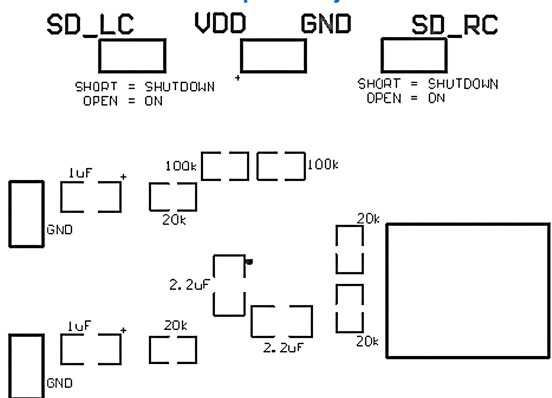 SD_LC VDD GND SD_RC
+
SHORT = SHUTDOWN
OPEN = ON
SHORT = SHUTDOWN
OPEN = ON
100k 100k
1uF +
20k
GND
20k
2.2uF
2.2uF
20k
1uF + 20k
GND